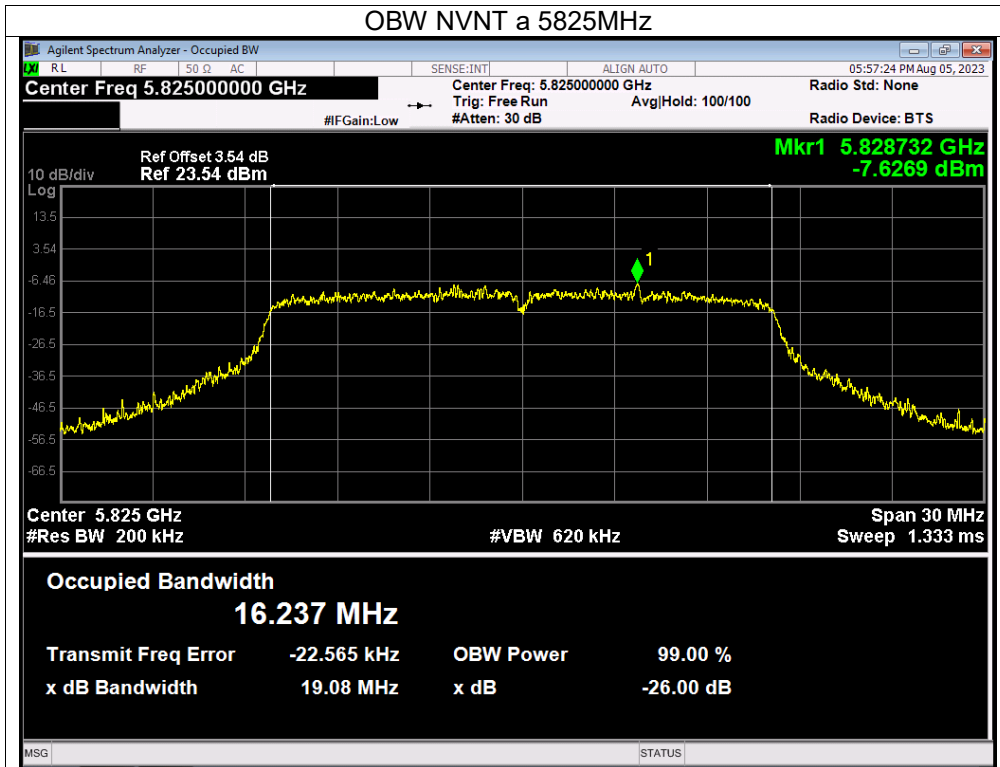 OBW NVNT a 5825MHz
Agilent Spectrum Analyzer - Occupied BW
LXI RL RF 50 Ω AC SENSE:INT ALIGN AUTO 05:57:24 PM Aug 05, 2023
Center Freq 5.825000000 GHz Center Freq: 5.825000000 GHz Radio Std: None
Trig: Free Run Avg|Hold: 100/100
#IFGain:Low #Atten: 30 dB Radio Device: BTS
Mkr1 5.828732 GHz
-7.6269 dBm
Ref Offset 3.54 dB
10 dB/div Ref 23.54 dBm
Log
13.5
3.54
1
-6.46
-16.5
-26.5
-36.5
-46.5
-56.5
-66.5
Center 5.825 GHz Span 30 MHz
#Res BW 200 kHz #VBW 620 kHz Sweep 1.333 ms
Occupied Bandwidth
16.237 MHz
Transmit Freq Error -22.565 kHz OBW Power 99.00 %
x dB Bandwidth 19.08 MHz x dB -26.00 dB
MSG STATUS